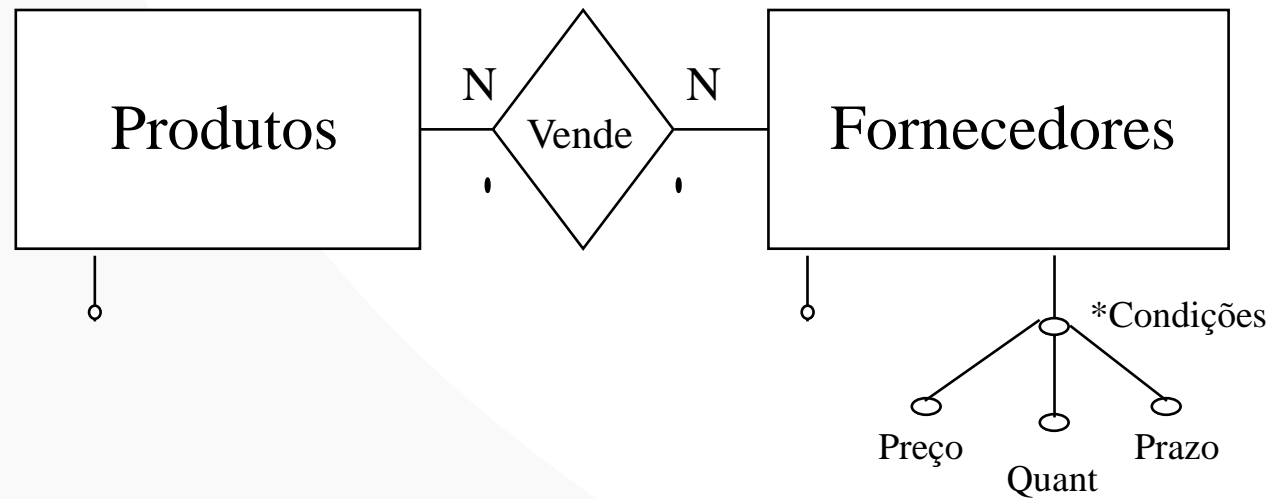 N
N
Produtos
Vende
Fornecedores
*Condições
Preço
Quant
Prazo